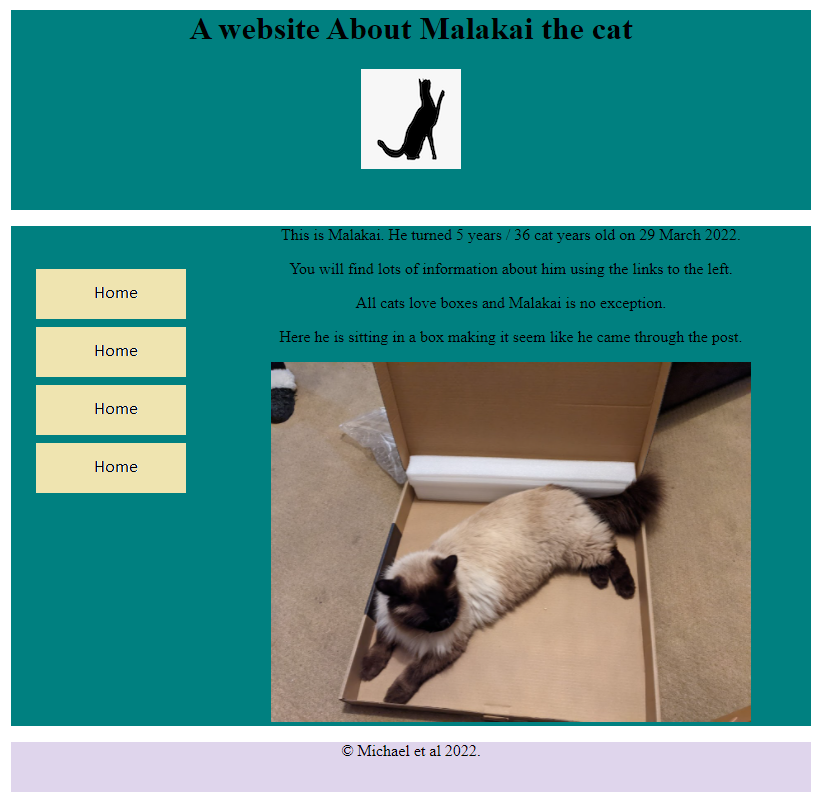 A website About Malakai the cat
This is Malakai. He turned 5 years / 36 cat years old on 29 March 2022.
You will find lots of information about him using the links to the left.
All cats love boxes and Malakai is no exception.
Here he is sitting in a box making it seem like he came through the post.
Home
Home
Home
Home
© Michael et al 2022.